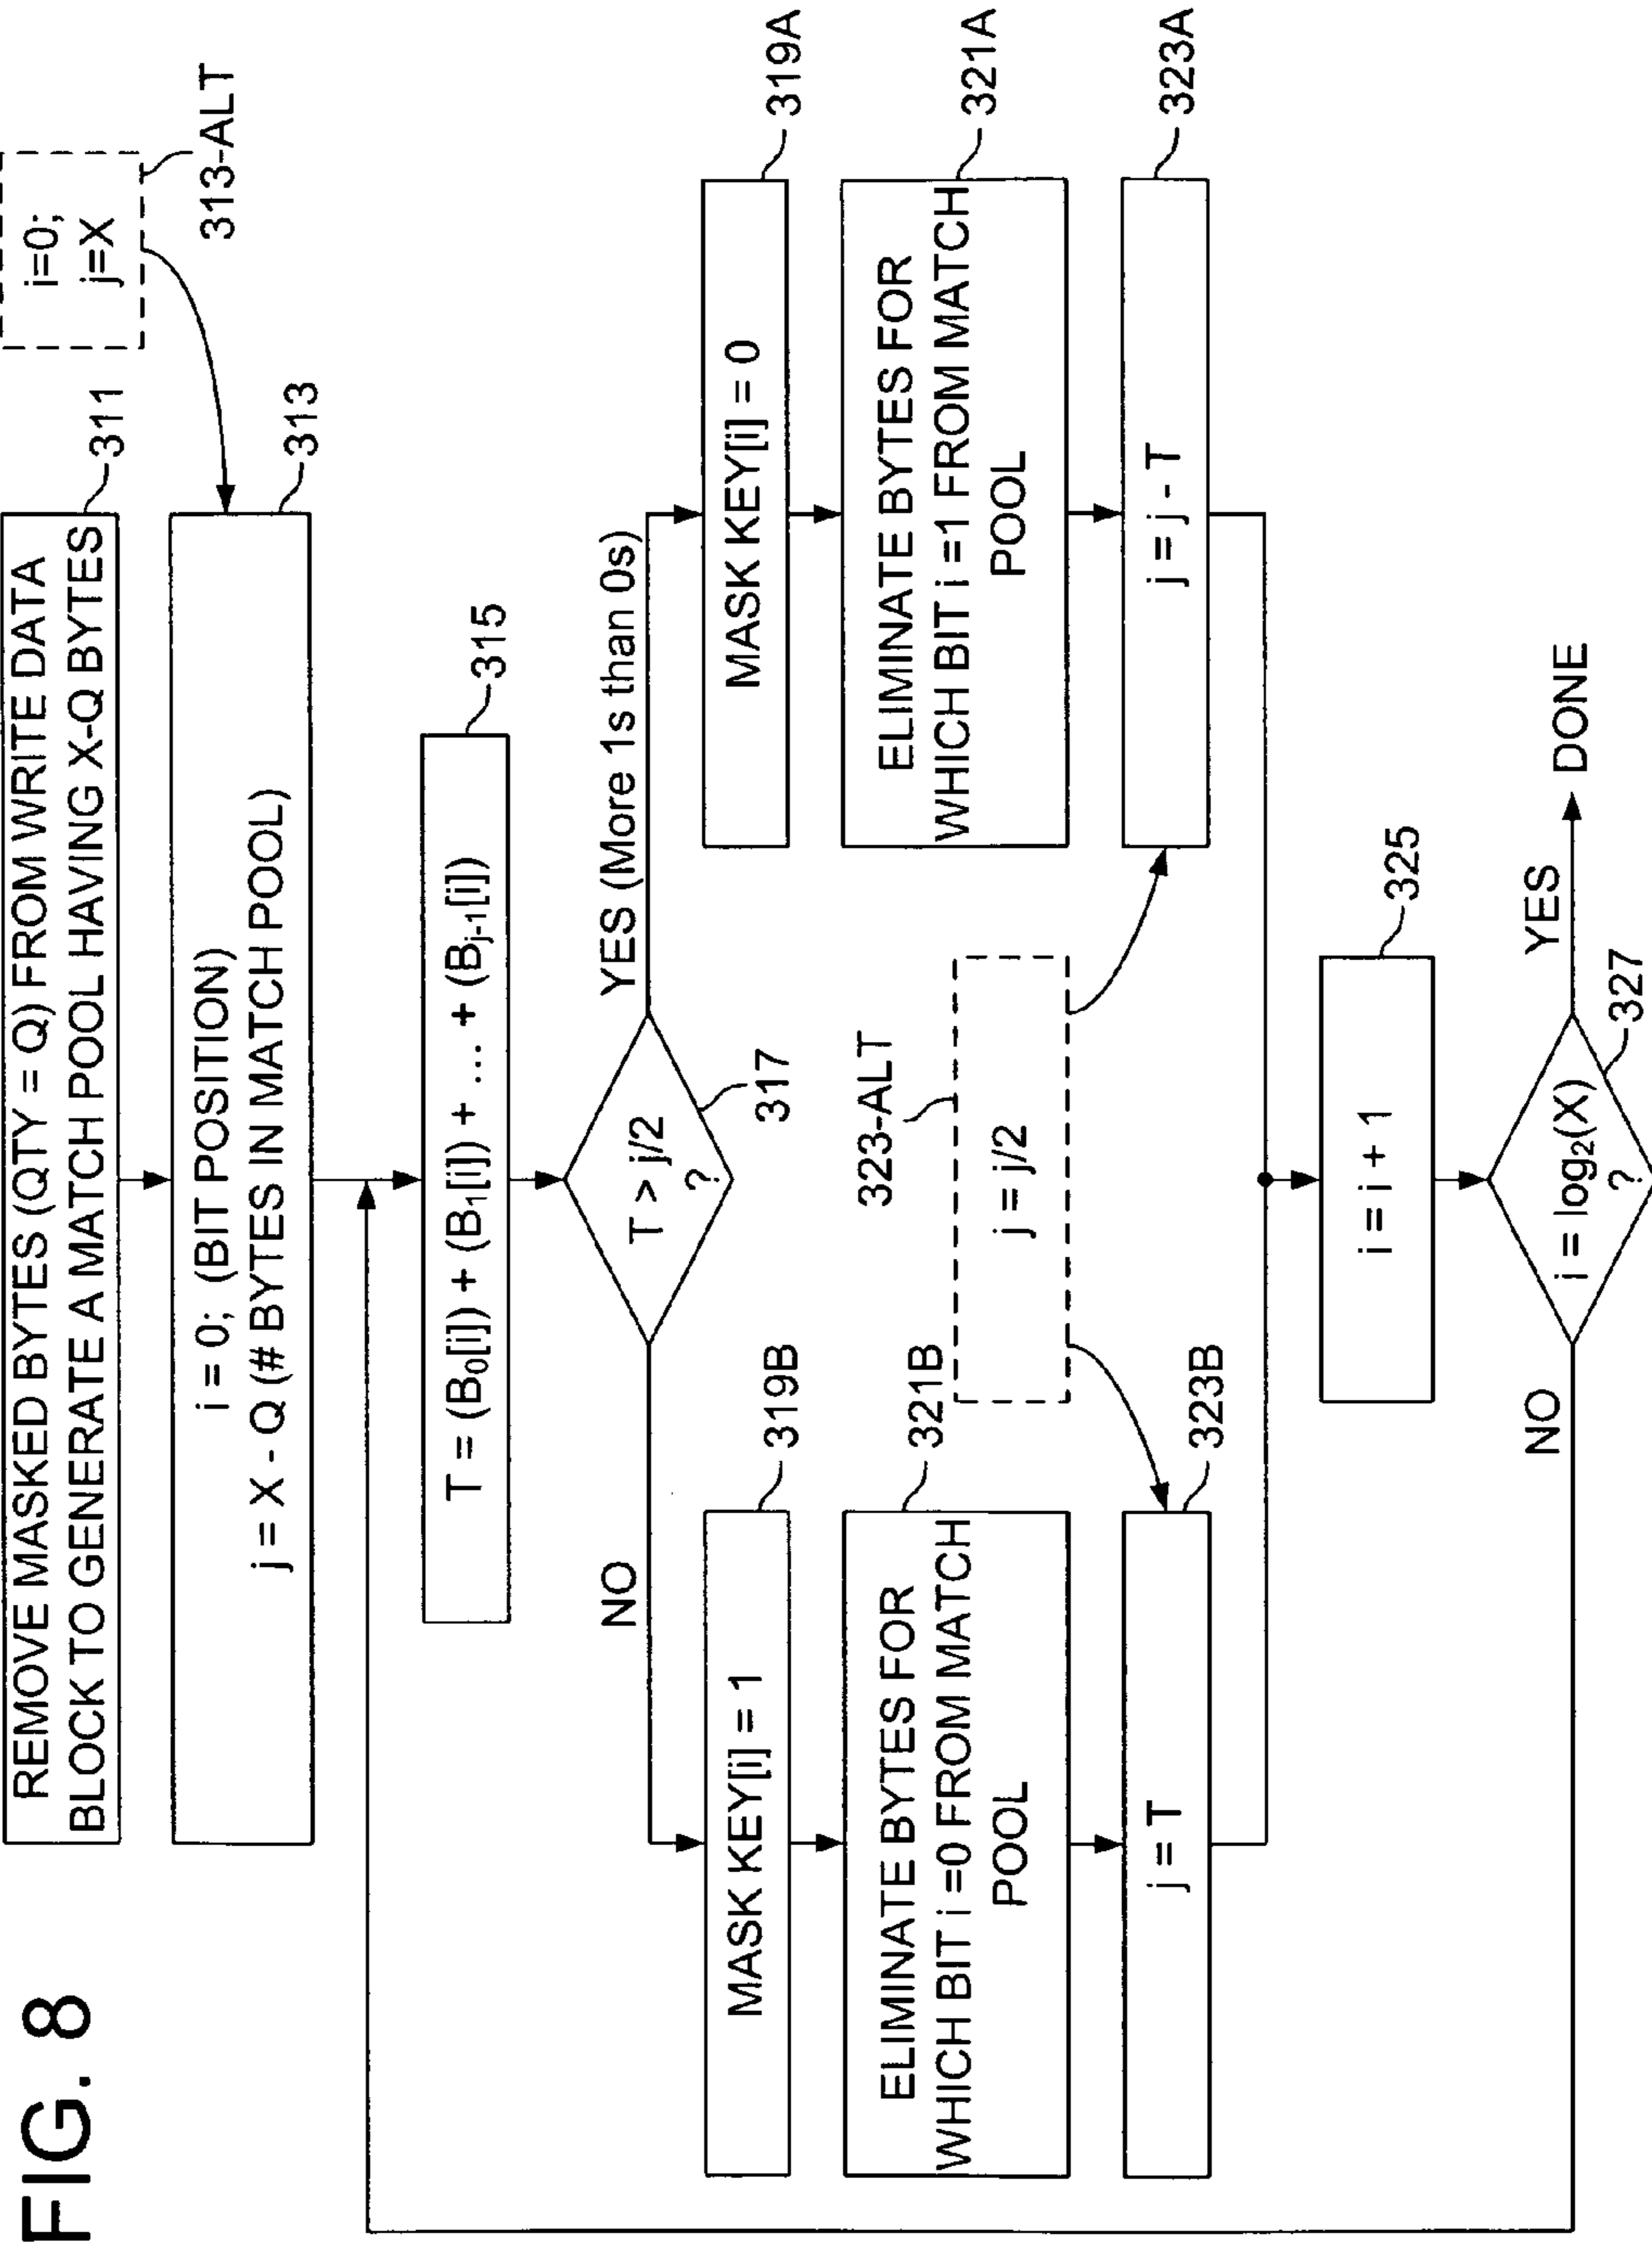 FIG. 8
REMOVE MASKED BYTES (QTY = Q) FROM WRITE DATA
BLOCK TO GENERATE A MATCH POOL HAVING X-Q BYTES
311
i=0;
j=X
313-ALT
i = 0; (BIT POSITION)
j = X - Q (# BYTES IN MATCH POOL)
313
T = (B₀[i]) + (B₁[i]) + ... + (Bⱼ₋₁[i])
315
T > j/2
?
317
NO
YES (More 1s than 0s)
MASK KEY[i] = 1
319B
MASK KEY[i] = 0
319A
ELIMINATE BYTES FOR
WHICH BIT i =0 FROM MATCH
POOL
321B
ELIMINATE BYTES FOR
WHICH BIT i =1 FROM MATCH
POOL
321A
323-ALT
j = j/2
j = T
323B
j = j - T
323A
i = i + 1
325
i = log₂(X)
?
327
NO
YES
DONE